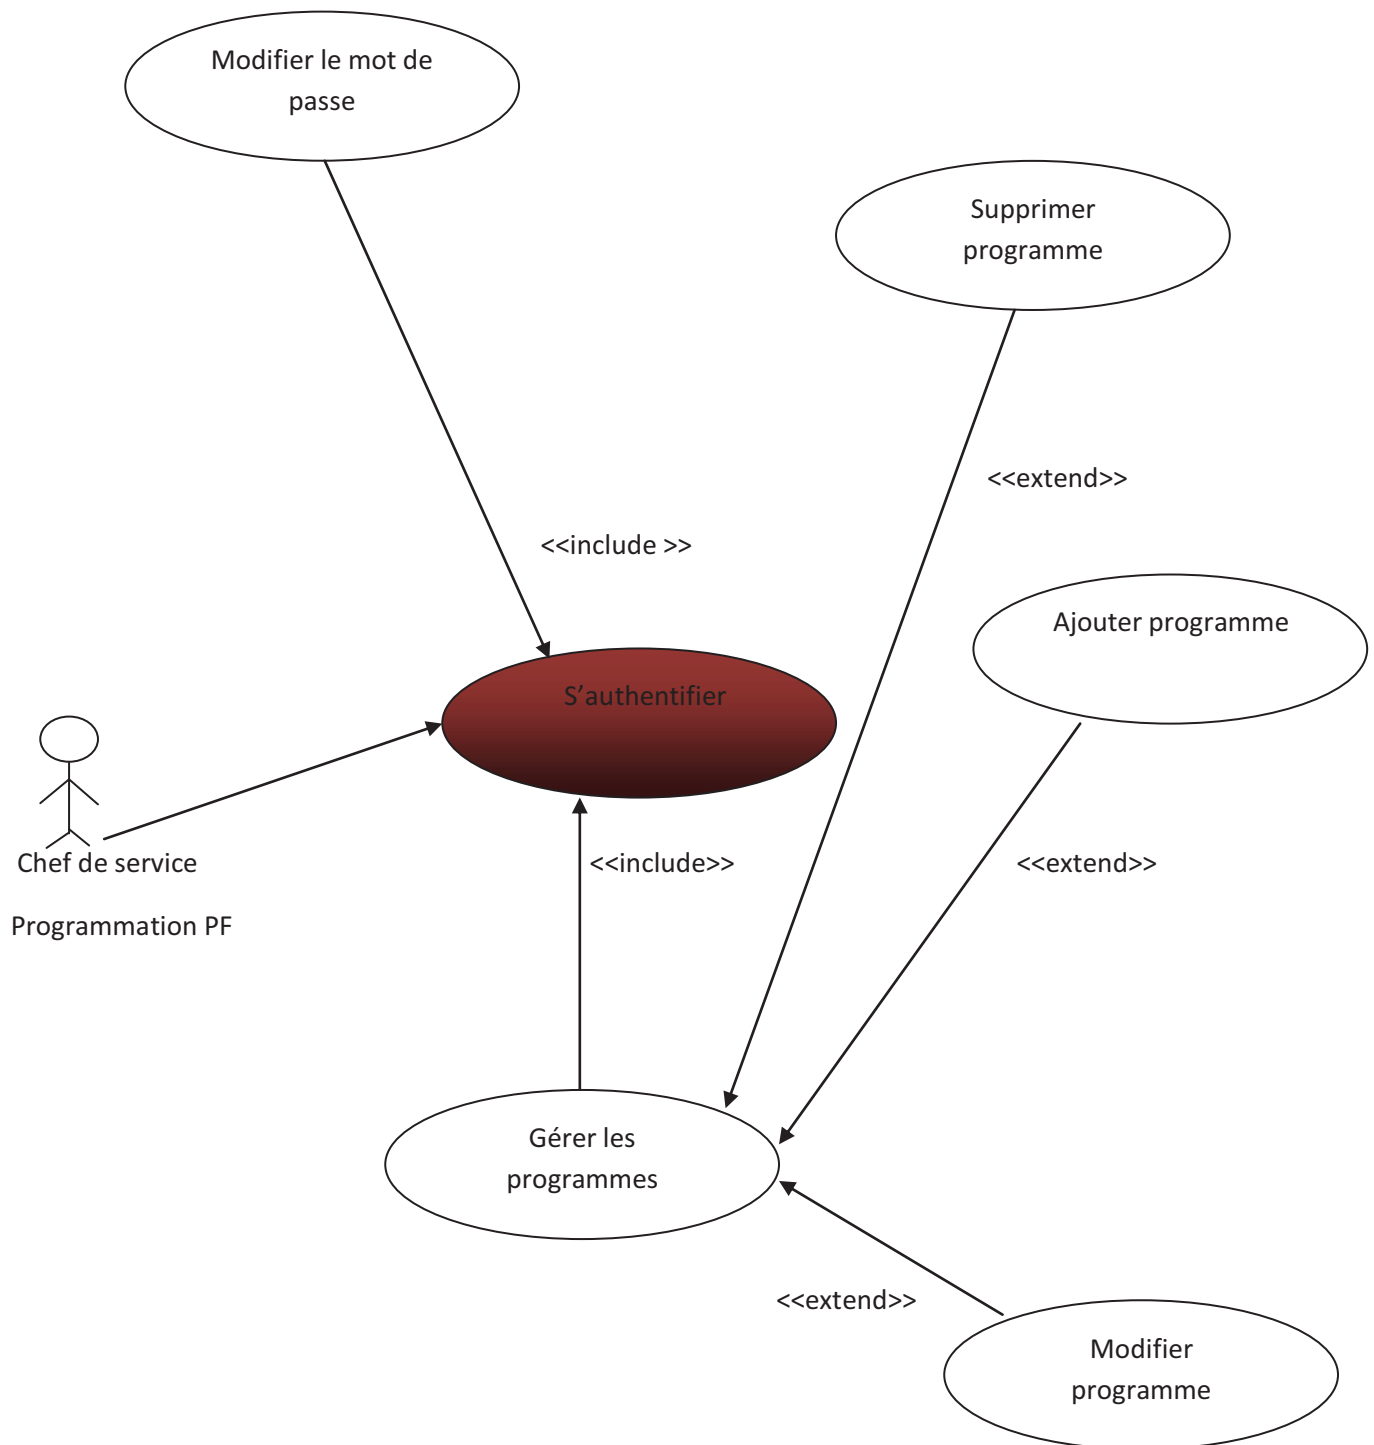 Modifier le mot de
passe
Supprimer
programme
<<extend>>
<<include >>
Ajouter programme
S’authentifier
Chef de service
Programmation PF
<<include>>
<<extend>>
Gérer les
programmes
<<extend>>
Modifier
programme